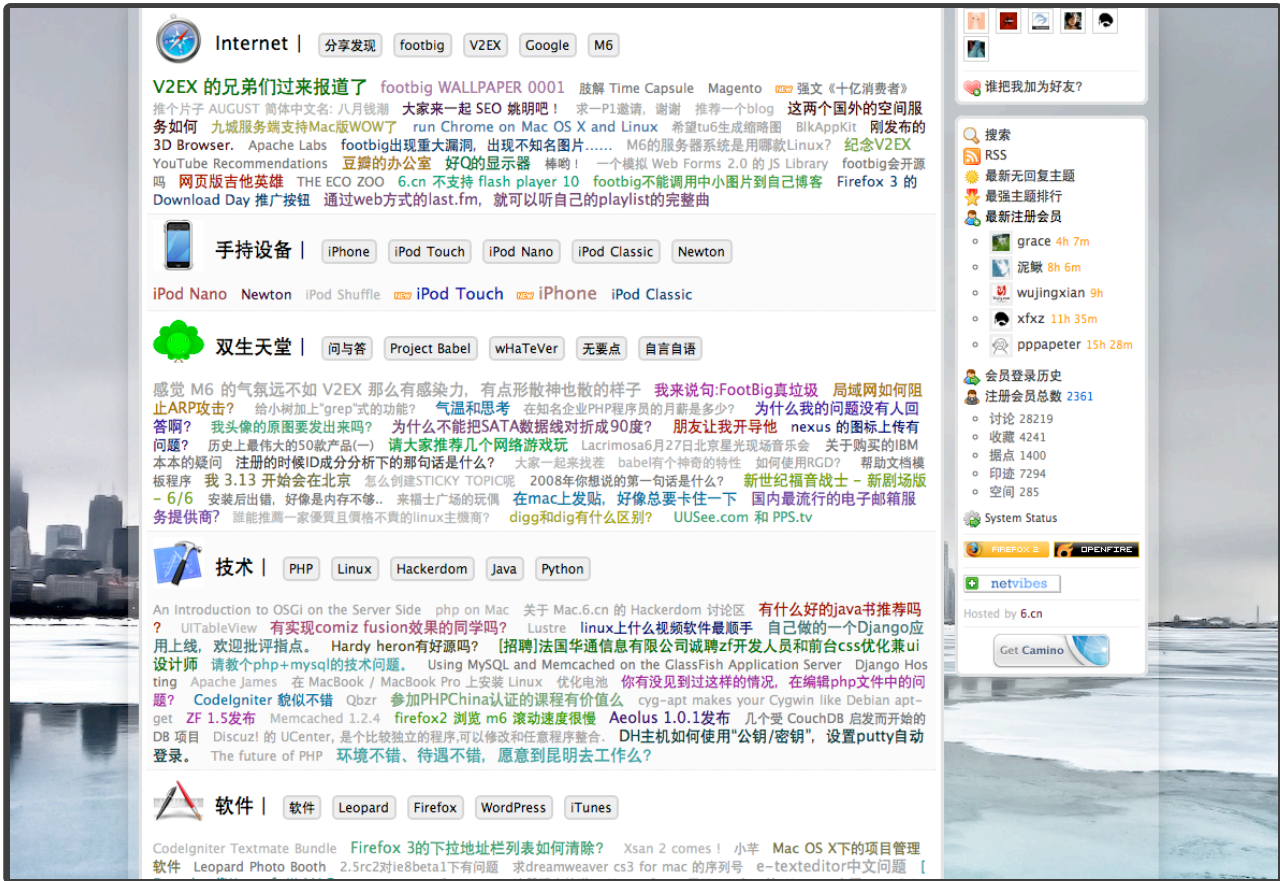 Internet | 分享发现 footbig V2EX Google M6
V2EX 的兄弟们过来报道了 footbig WALLPAPER 0001 肢解 Time Capsule Magento NEW 强文《十亿消费者》
推个片子 AUGUST 简体中文名: 八月钱潮 大家来一起 SEO 姚明吧！ 求一P1邀请，谢谢 推荐一个blog 这两个国外的空间服
务如何 九城服务端支持Mac版WOW了 run Chrome on Mac OS X and Linux 希望tu6生成缩略图 BlkAppKit 刚发布的
3D Browser. Apache Labs footbig出现重大漏洞，出现不知名图片...... M6的服务器系统是用哪款Linux? 纪念V2EX
YouTube Recommendations 豆瓣的办公室 好Q的显示器 棒哟！ 一个模拟 Web Forms 2.0 的 JS Library footbig会开源
吗 网页版吉他英雄 THE ECO ZOO 6.cn 不支持 flash player 10 footbig不能调用中小图片到自己博客 Firefox 3 的
Download Day 推广按钮 通过web方式的last.fm，就可以听自己的playlist的完整曲
手持设备 | iPhone iPod Touch iPod Nano iPod Classic Newton
iPod Nano Newton iPod Shuffle NEW iPod Touch NEW iPhone iPod Classic
双生天堂 | 问与答 Project Babel wHaTeVer 无要点 自言自语
感觉 M6 的气氛远不如 V2EX 那么有感染力，有点形散神也散的样子 我来说句:FootBig真垃圾 局域网如何阻
止ARP攻击? 给小树加上"grep"式的功能? 气温和思考 在知名企业PHP程序员的月薪是多少? 为什么我的问题没有人回
答啊? 我头像的原图要发出来吗? 为什么不能把SATA数据线对折成90度? 朋友让我开导他 nexus 的图标上传有
问题? 历史上最伟大的50款产品(一) 请大家推荐几个网络游戏玩 Lacrimosa6月27日北京星光现场音乐会 关于购买的IBM
本本的疑问 注册的时候ID成分分析下的那句话是什么? 大家一起来找茬 babel有个神奇的特性 如何使用RGD? 帮助文档模
板程序 我 3.13 开始会在北京 怎么创建STICKY TOPIC呢 2008年你想说的第一句话是什么? 新世纪福音战士 – 新剧场版
– 6/6 安装后出错，好像是内存不够.. 来福士广场的玩偶 在mac上发贴，好像总要卡住一下 国内最流行的电子邮箱服
务提供商? 誰能推薦一家優質且價格不貴的linux主機商? digg和dig有什么区别? UUSee.com 和 PPS.tv
技术 | PHP Linux Hackerdom Java Python
An Introduction to OSGi on the Server Side php on Mac 关于 Mac.6.cn 的 Hackerdom 讨论区 有什么好的java书推荐吗
? UITableView 有实现comiz fusion效果的同学吗? Lustre linux上什么视频软件最顺手 自己做的一个Django应
用上线，欢迎批评指点。 Hardy heron有好源吗? [招聘]法国华通信息有限公司诚聘zf开发人员和前台css优化兼ui
设计师 请教个php+mysql的技术问题。 Using MySQL and Memcached on the GlassFish Application Server Django Hos
ting Apache James 在 MacBook / MacBook Pro 上安装 Linux 优化电池 你有没见到过这样的情况，在编辑php文件中的问
题? CodeIgniter 貌似不错 Qbzr 参加PHPChina认证的课程有价值么 cyg-apt makes your Cygwin like Debian apt-
get ZF 1.5发布 Memcached 1.2.4 firefox2 浏览 m6 滚动速度很慢 Aeolus 1.0.1发布 几个受 CouchDB 启发而开始的
DB 项目 Discuz! 的 UCenter, 是个比较独立的程序,可以修改和任意程序整合. DH主机如何使用“公钥/密钥”，设置putty自动
登录。 The future of PHP 环境不错、待遇不错，愿意到昆明去工作么?
软件 | 软件 Leopard Firefox WordPress iTunes
CodeIgniter Textmate Bundle Firefox 3的下拉地址栏列表如何清除? Xsan 2 comes ! 小芋 Mac OS X下的项目管理
软件 Leopard Photo Booth 2.5rc2对ie8beta1下有问题 求dreamweaver cs3 for mac 的序列号 e-texteditor中文问题 [
谁把我加为好友?
搜索
RSS
最新无回复主题
最强主题排行
最新注册会员
grace 4h 7m
泥鳅 8h 6m
wujingxian 9h
xfxz 11h 35m
pppapeter 15h 28m
会员登录历史
注册会员总数 2361
讨论 28219
收藏 4241
据点 1400
印迹 7294
空间 285
System Status
FIREFOX 2 OPENFIRE
netvibes
Hosted by 6.cn
Get Camino